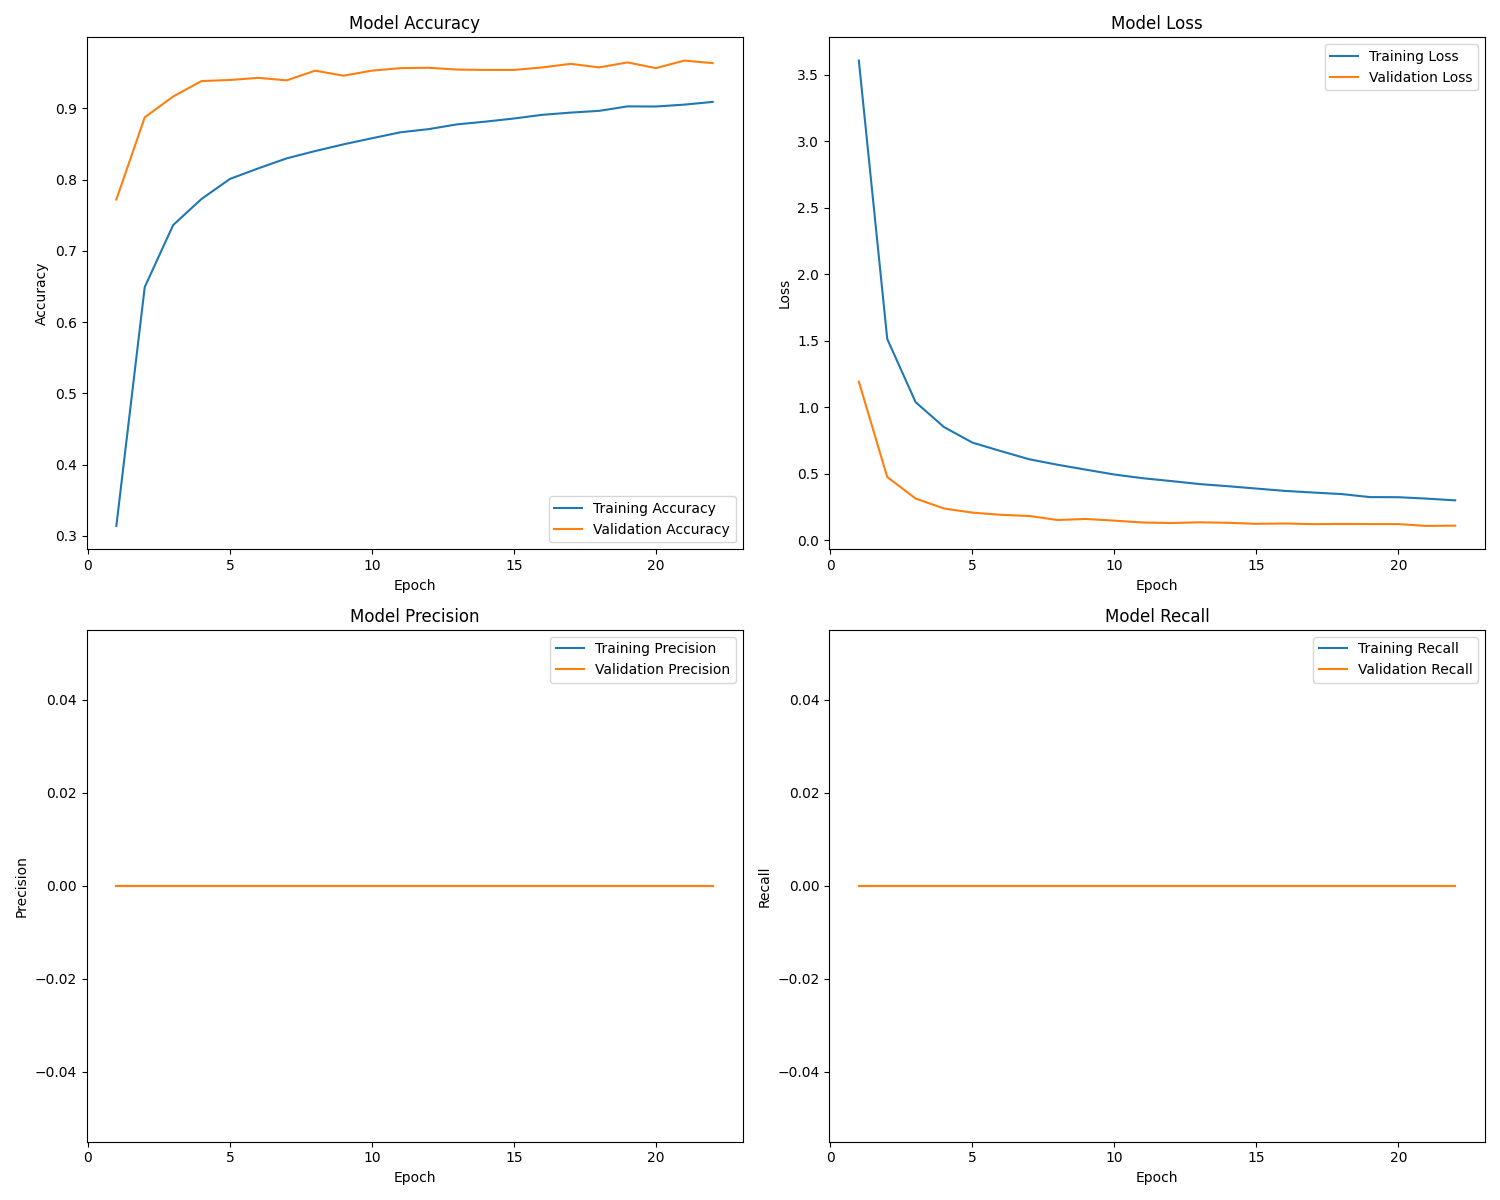 Model Accuracy
Accuracy
0.9
0.8
0.7
0.6
0.5
0.4
0.3
Training Accuracy
Validation Accuracy
0 5 10 15 20
Epoch
Model Loss
Loss
3.5
3.0
2.5
2.0
1.5
1.0
0.5
0.0
Training Loss
Validation Loss
0 5 10 15 20
Epoch
Model Precision
Precision
0.04
0.02
0.00
−0.02
−0.04
Training Precision
Validation Precision
0 5 10 15 20
Epoch
Model Recall
Recall
0.04
0.02
0.00
−0.02
−0.04
Training Recall
Validation Recall
0 5 10 15 20
Epoch